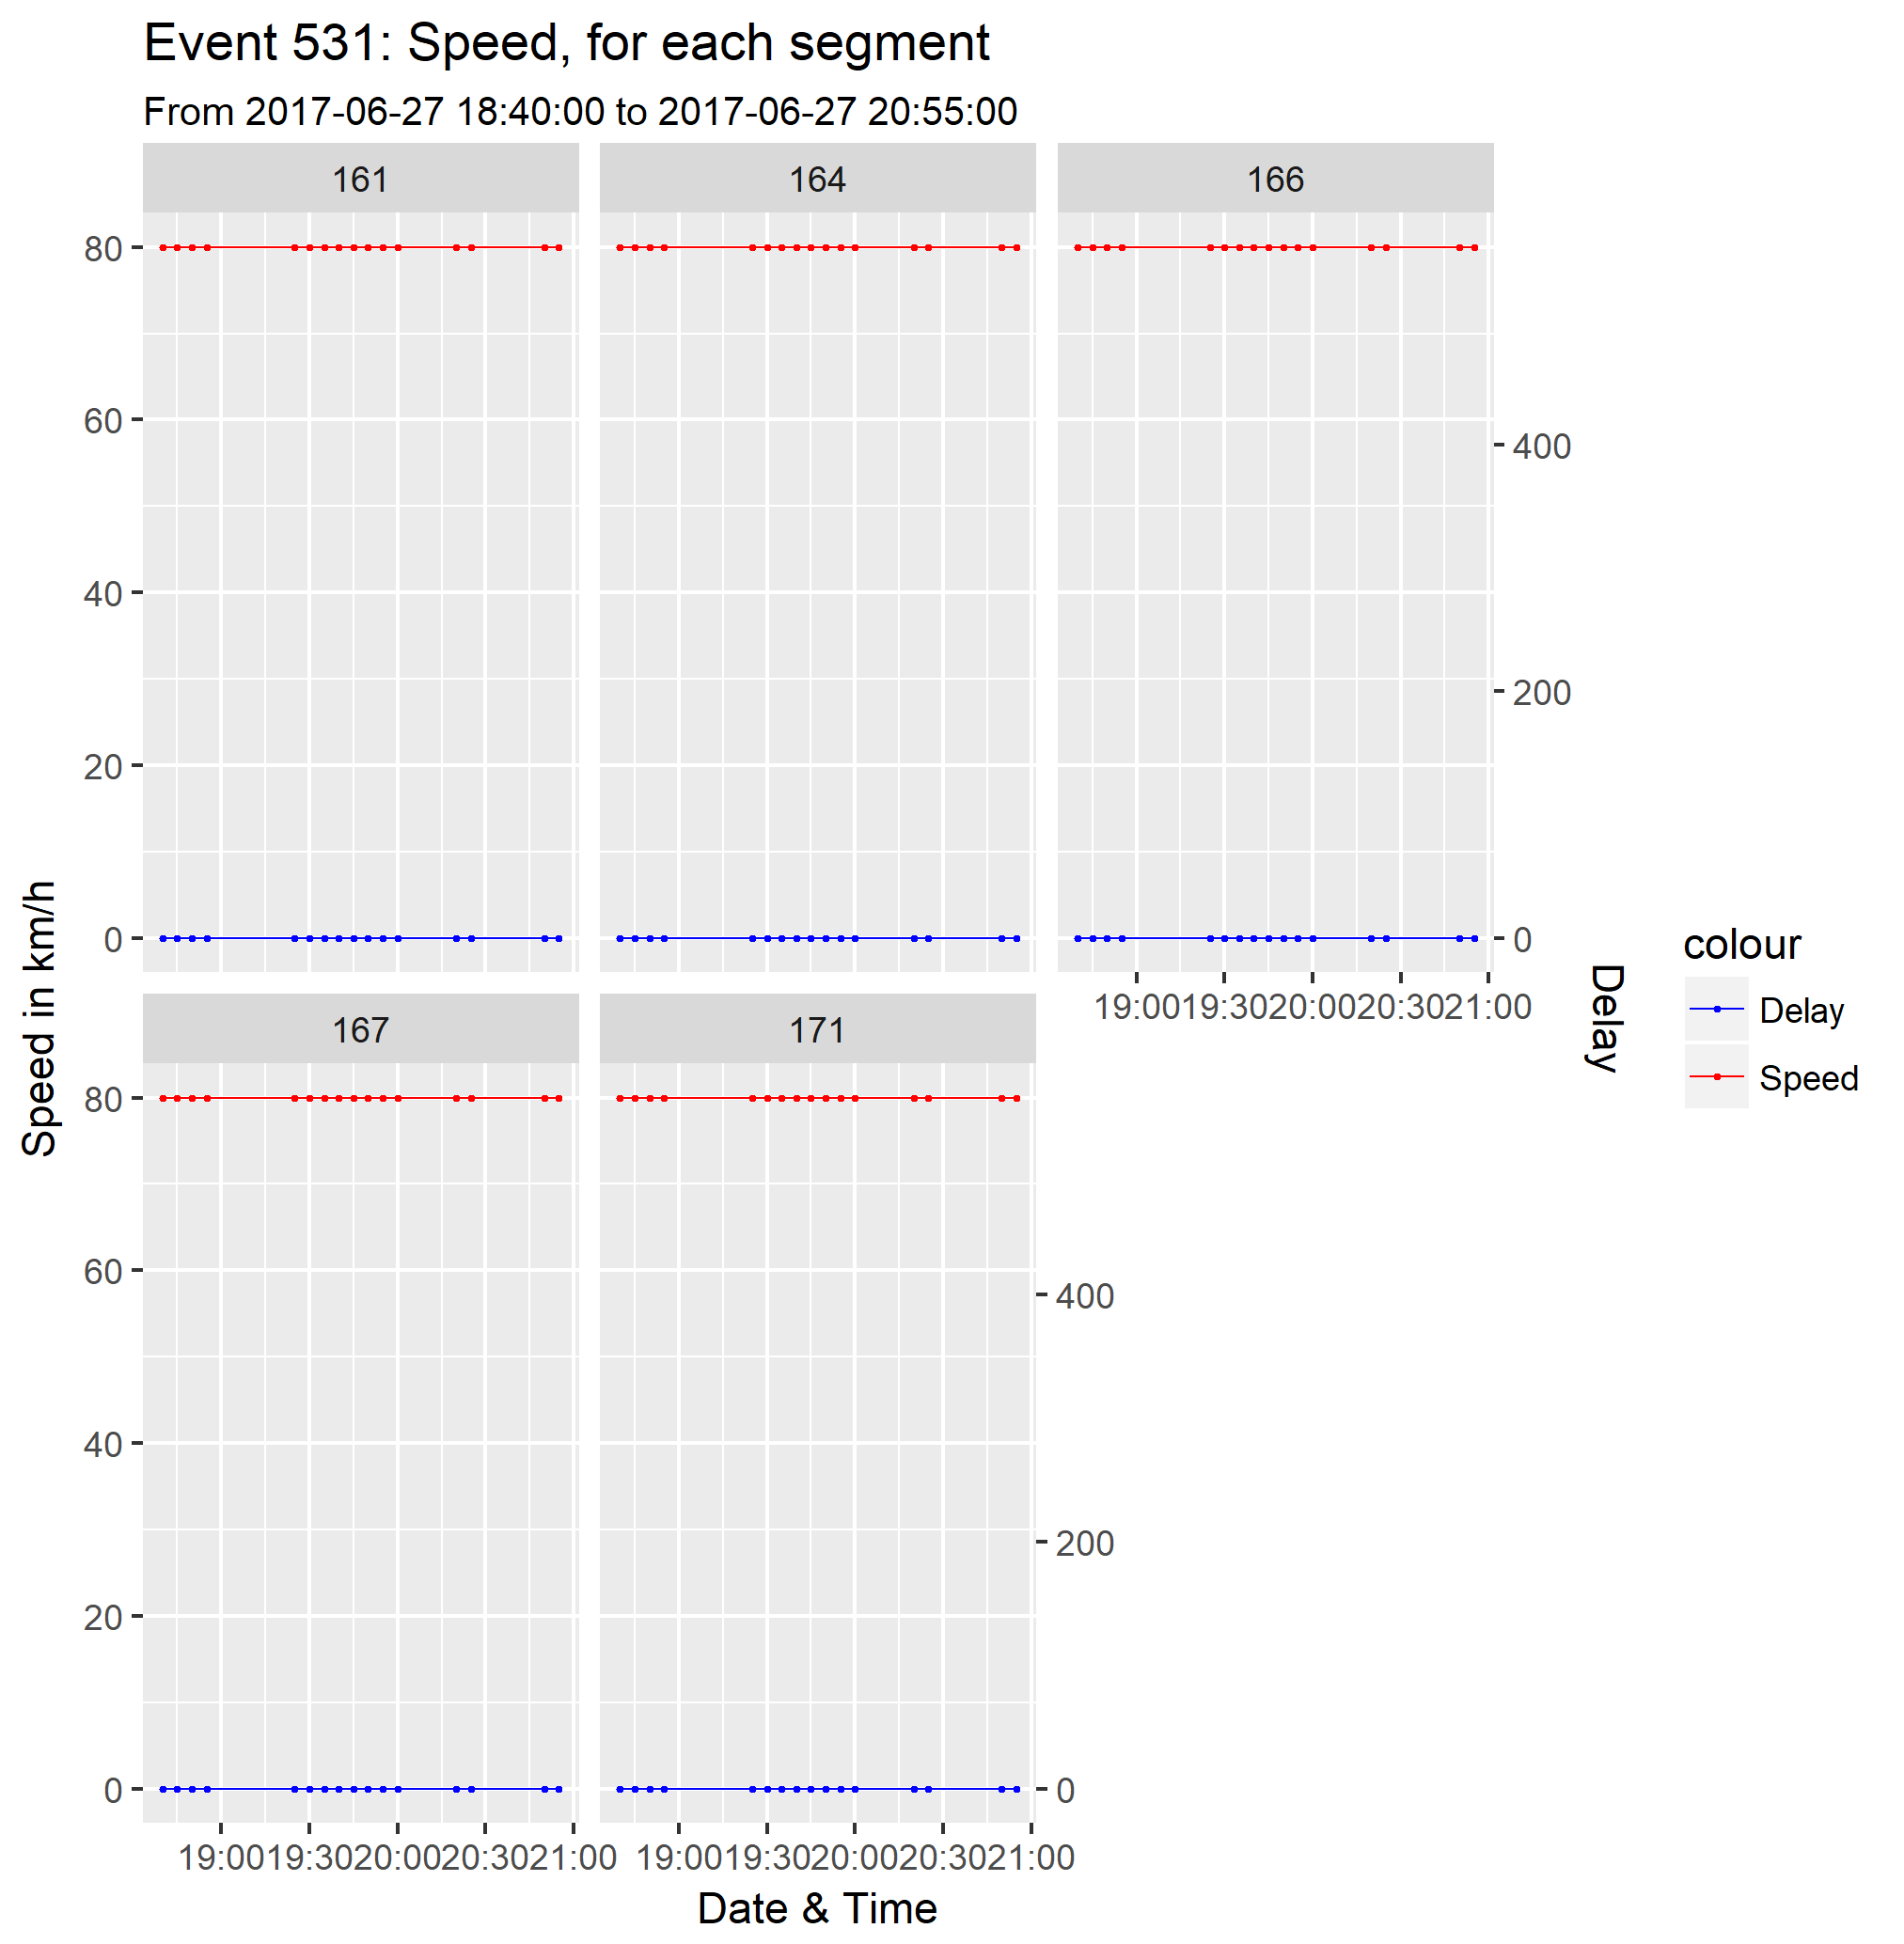 Event 531: Speed, for each segment
From 2017-06-27 18:40:00 to 2017-06-27 20:55:00
161
164
166
80
60
40
20
0
400
200
0
19:00 19:30 20:00 20:30 21:00
167
171
80
60
40
20
0
400
200
0
19:00 19:30 20:00 20:30 21:00
19:00 19:30 20:00 20:30 21:00
Date & Time
Speed in km/h
Delay
colour
Delay
Speed